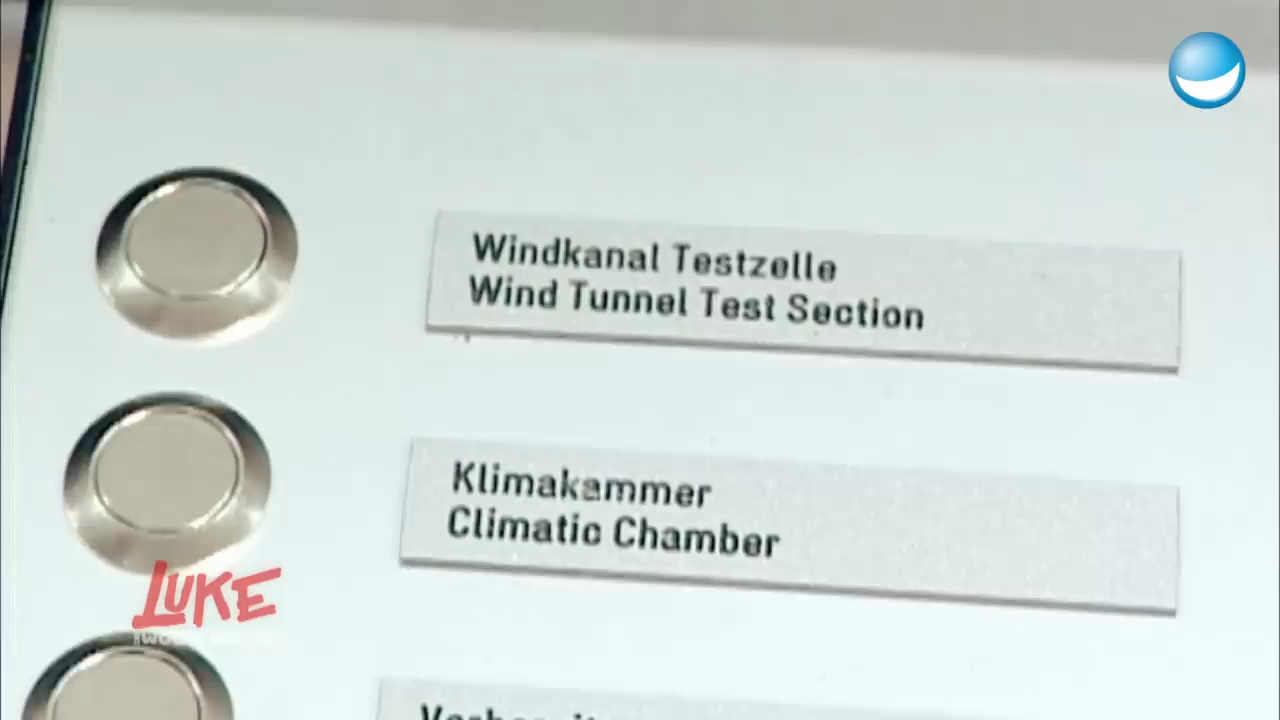 Windkanal Testzelle
Wind Tunnel Test Section
Klimakammer
Climatic Chamber
LUKE